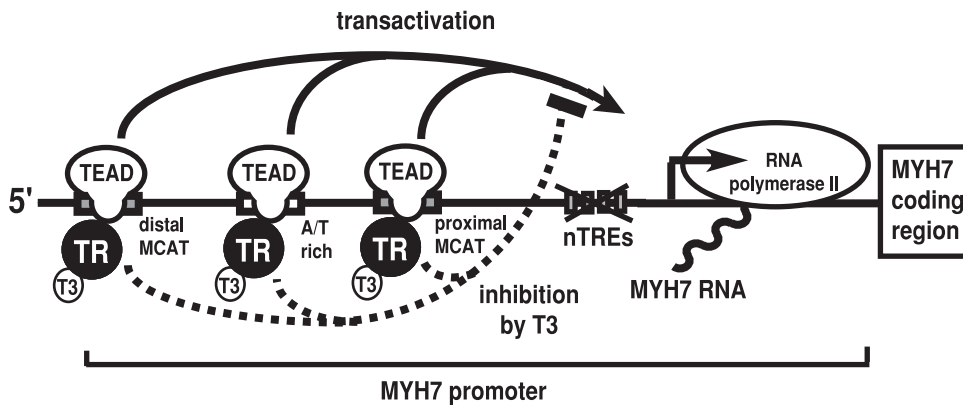 transactivation
TEAD
TEAD
TEAD
5'
distal
MCAT
A/T
rich
proximal
MCAT
TR
TR
TR
T3
T3
T3
nTREs
RNA
polymerase II
MYH7
coding
region
MYH7 RNA
inhibition
by T3
MYH7 promoter